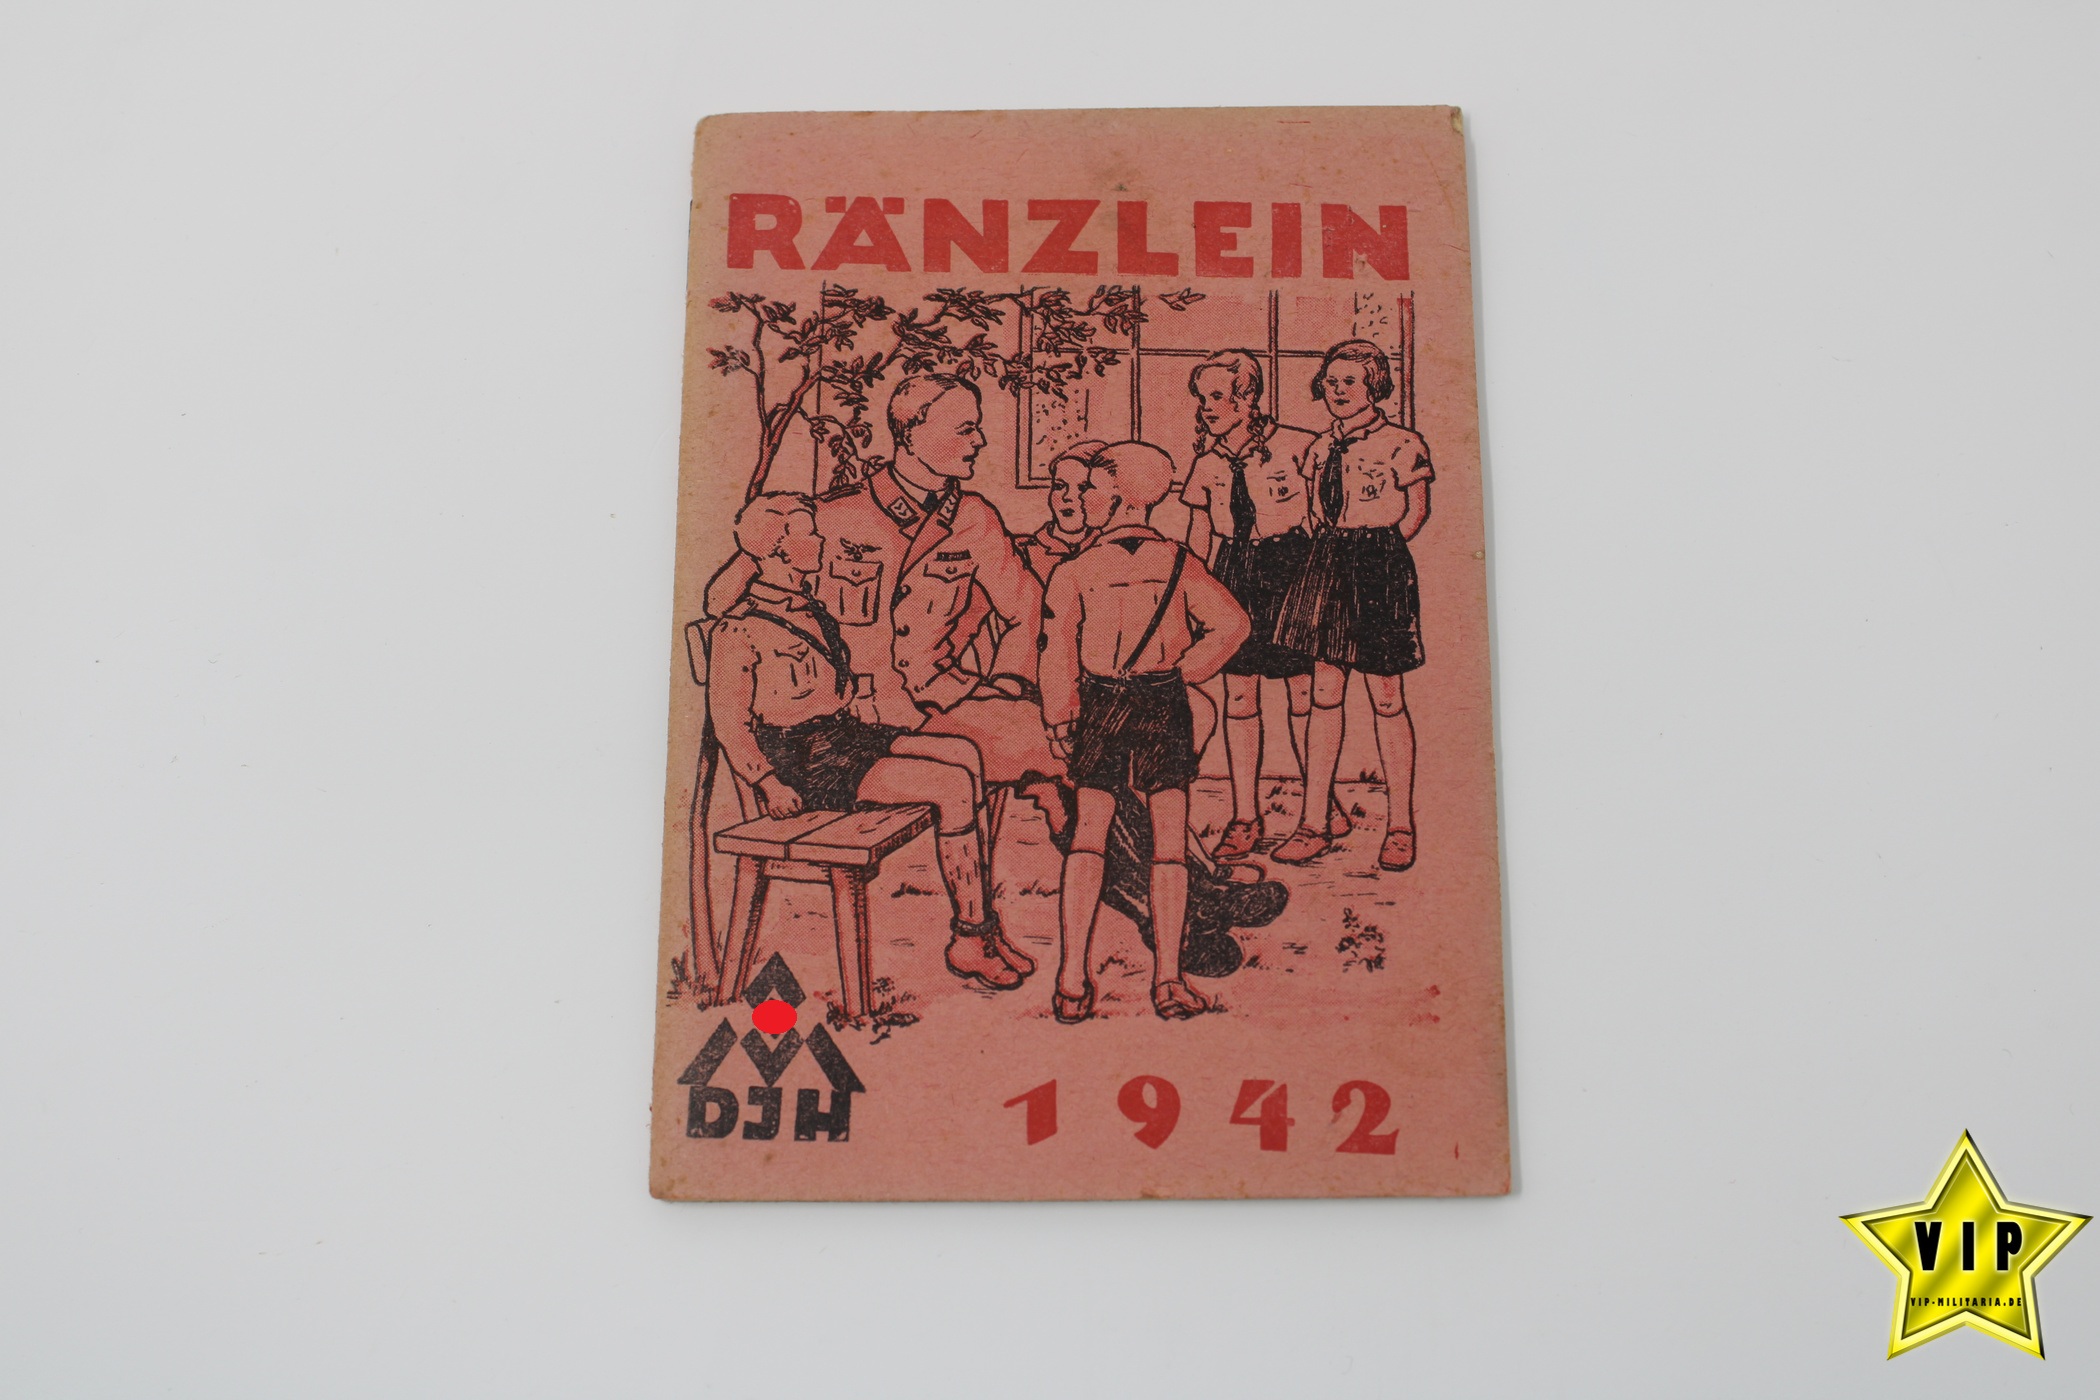 RÄNZLEIN
DJH
1942
VIP
VIP-MILITARIA.DE